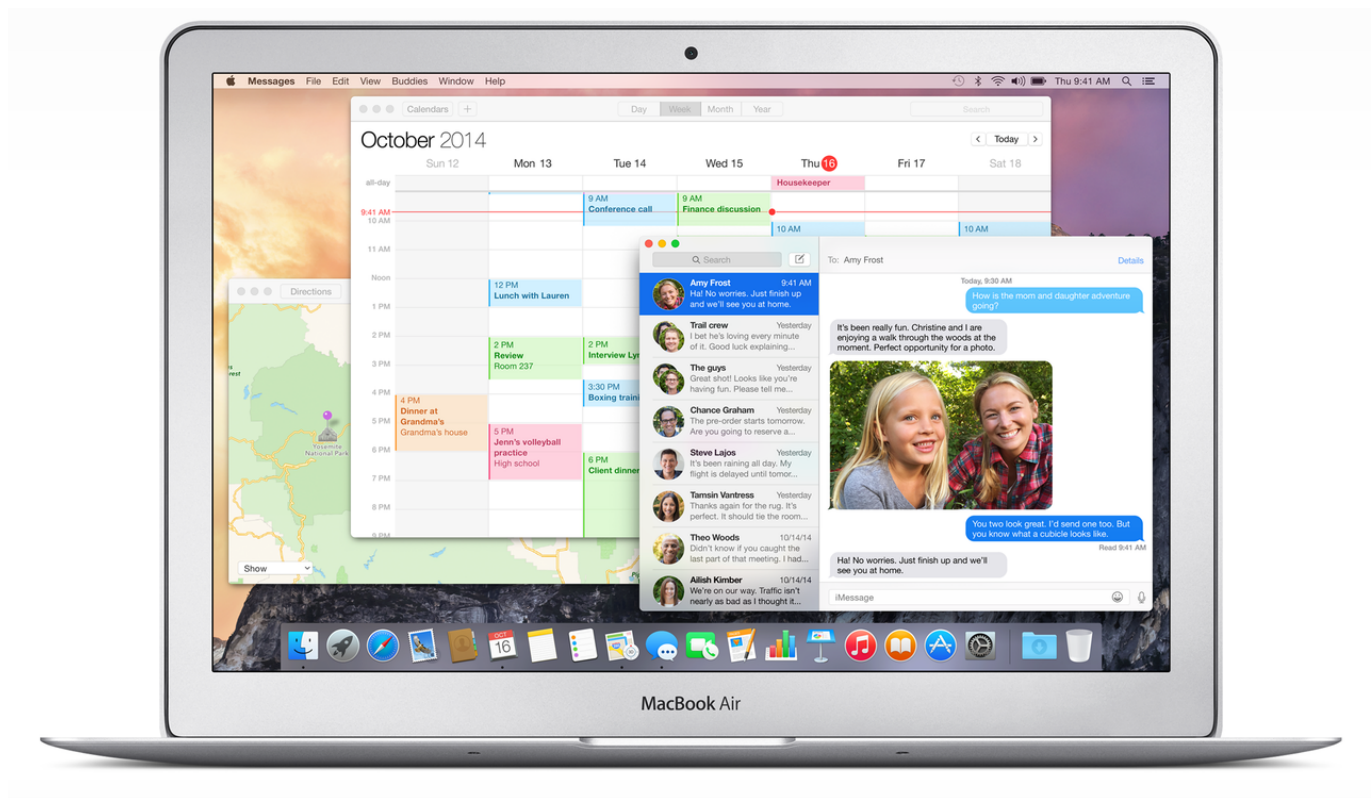 Messages File Edit View Buddies Window Help
Thu 9:41 AM
Calendars +
Day Week Month Year
Search
October 2014
Today
Sun 12 Mon 13 Tue 14 Wed 15 Thu 16 Fri 17 Sat 18
all-day
Housekeeper
9:41 AM
10 AM
11 AM
Noon
1 PM
2 PM
3 PM
4 PM
5 PM
6 PM
7 PM
8 PM
9 PM
4 PM
Dinner at
Grandma's
Grandma's house
12 PM
Lunch with Lauren
2 PM
Review
Room 237
5 PM
Jenn's volleyball
practice
High school
9 AM
Conference call
2 PM
Interview
3:30 PM
Boxing
6 PM
Client dinner
9 AM
Finance discussion
10 AM
10 AM
Directions
Yosemite
National Park
Show
Search
Amy Frost 9:41 AM
Ha! No worries. Just finish up
and we'll see you at home.
Trail crew Yesterday
I bet he's loving every minute
of it. Good luck explaining...
The guys Yesterday
Great shot! Looks like you're
having fun. Please tell me...
Chance Graham Yesterday
The pre-order starts tomorrow.
Are you going to reserve a...
Steve Lajos Yesterday
It's been raining all day. My
flight is delayed until tomor...
Tamsin Vantress Yesterday
Thanks again for the rug. It's
perfect. It should tie the room...
Theo Woods 10/14/14
Didn't know if you caught the
last part of that meeting. I had...
Ailish Kimber 10/14/14
We're on our way. Traffic isn't
nearly as bad as I thought it...
To: Amy Frost
Details
Today, 9:30 AM
How is the mom and daughter adventure
going?
It's been really fun. Christine and I are
enjoying a walk through the woods at the
moment. Perfect opportunity for a photo.
You two look great. I'd send one too. But
you know what a cubicle looks like.
Read 9:41 AM
Ha! No worries. Just finish up and we'll
see you at home.
iMessage
OCT
16
MacBook Air